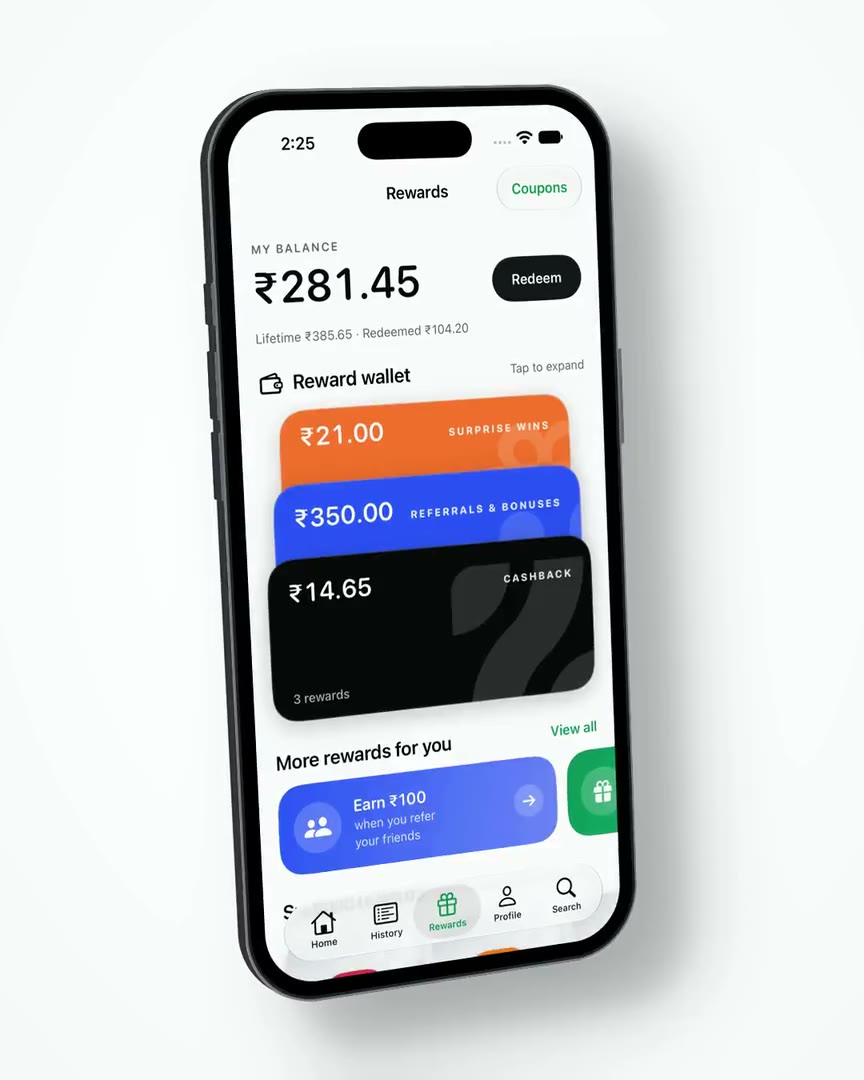 2:25
Rewards
Coupons
MY BALANCE
₹281.45
Redeem
Lifetime ₹385.65 · Redeemed ₹104.20
Reward wallet
Tap to expand
₹21.00
SURPRISE WINS
₹350.00
REFERRALS & BONUSES
₹14.65
CASHBACK
3 rewards
More rewards for you
View all
Earn ₹100
when you refer
your friends
Home
History
Rewards
Profile
Search